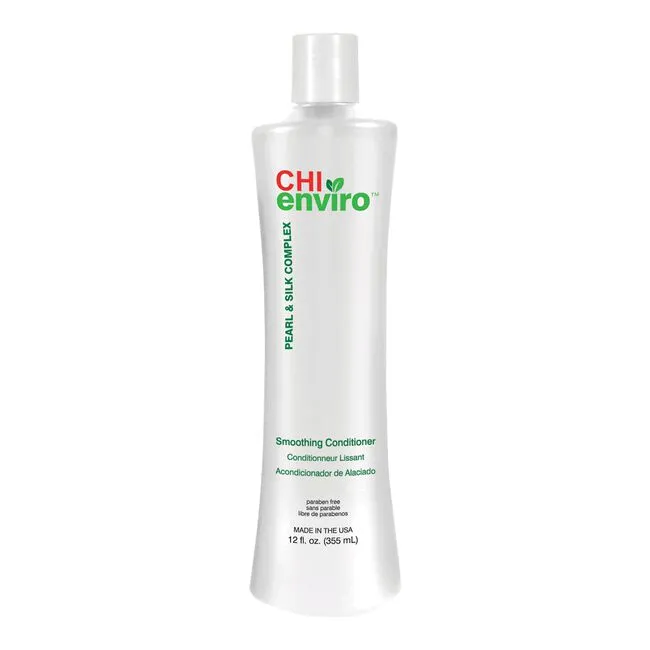 CHI
enviro™
PEARL & SILK COMPLEX
Smoothing Conditioner
Conditionneur Lissant
Acondicionador de Alaciado
paraben free
sans parable
libre de parabenos
MADE IN THE USA
12 fl. oz. (355 mL)